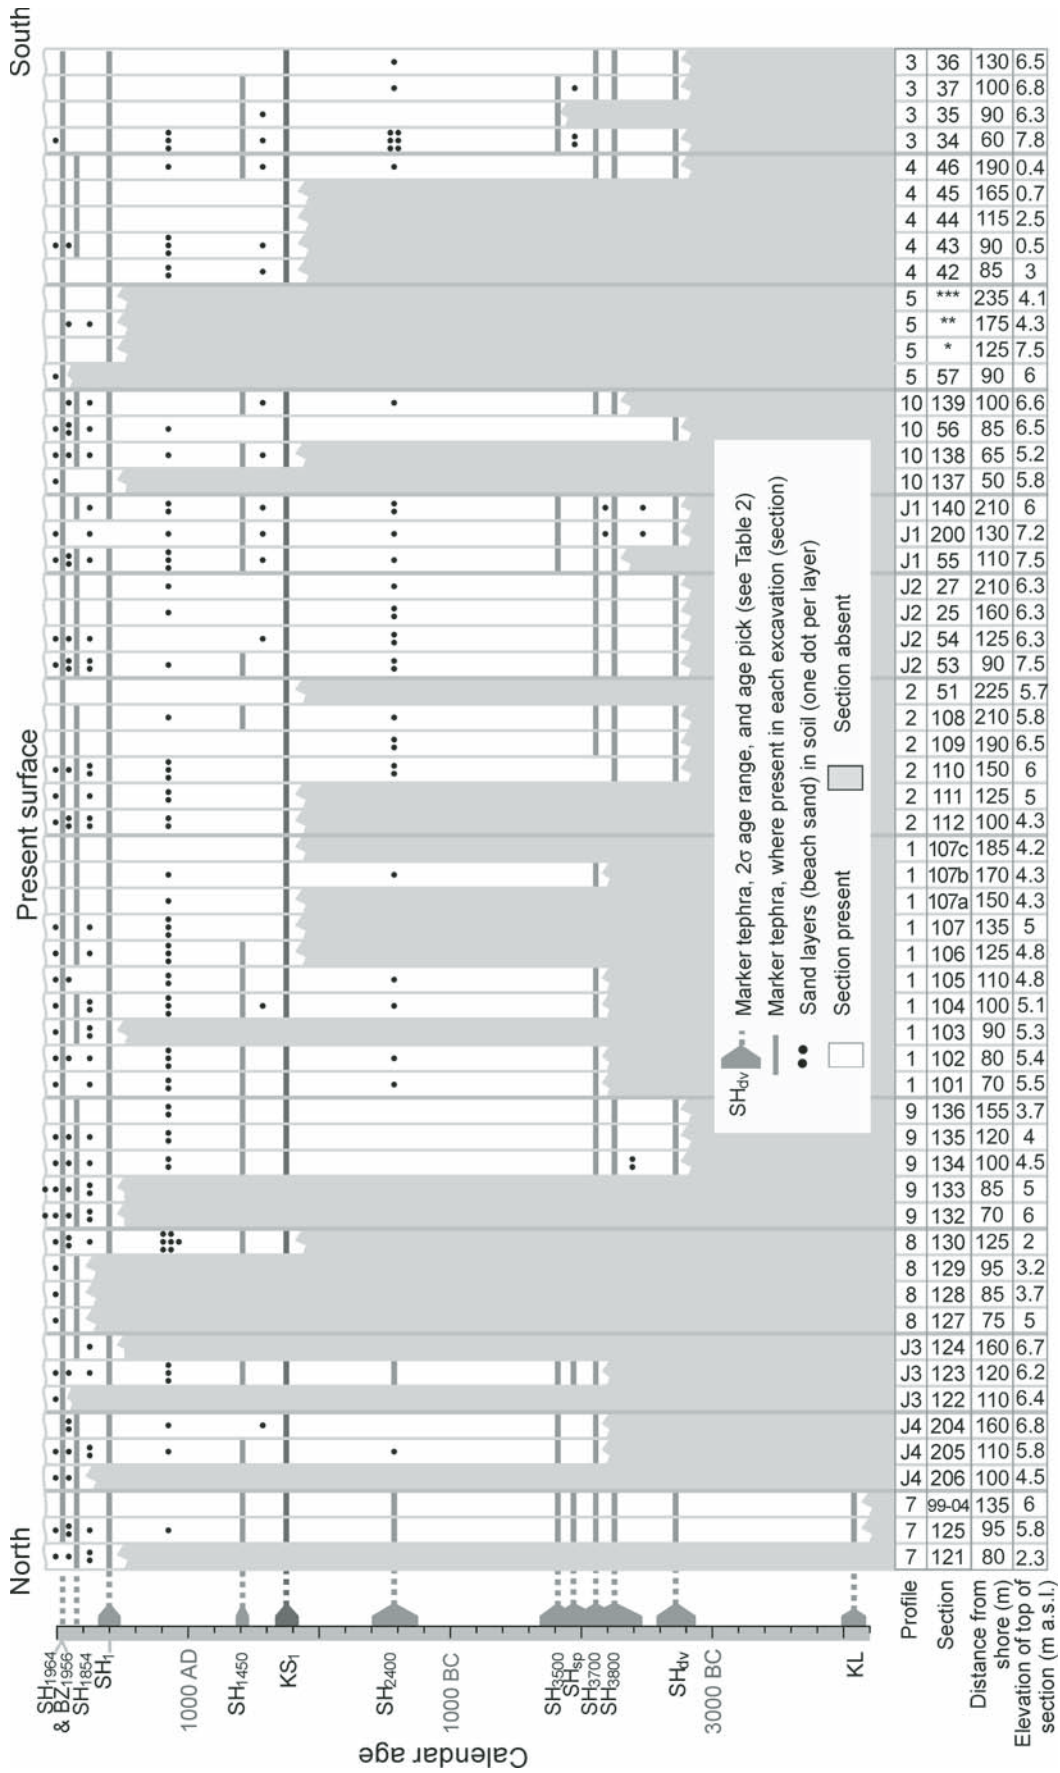 Present surface
North
South
Calendar age
SH1964
& BZ1956
SH1854
SH1
1000 AD
SH1450
KS1
SH2400
1000 BC
SH3500
SHsp
SH3700
SH3800
SHdv
3000 BC
KL
SHdv Marker tephra, 2σ age range, and age pick (see Table 2)
Marker tephra, where present in each excavation (section)
Sand layers (beach sand) in soil (one dot per layer)
Section present
Section absent
Profile 7 7 7 J4 J4 J4 J3 J3 J3 8 8 8 8 9 9 9 9 9 1 1 1 1 1 1 1 1 1 1 2 2 2 2 2 2 J2 J2 J2 J2 J1 J1 J1 10 10 10 10 5 5 5 5 4 4 4 4 4 3 3 3 3
Section 121 125 99-04 206 205 204 122 123 124 127 128 129 130 132 133 134 135 136 101 102 103 104 105 106 107 107a 107b 107c 112 111 110 109 108 51 53 54 25 27 55 200 140 137 138 56 139 57 * ** *** 42 43 44 45 46 34 35 37 36
Distance from
shore (m) 80 95 135 100 110 160 110 120 160 75 85 95 125 70 85 100 120 155 70 80 90 100 110 125 135 150 170 185 100 125 150 190 210 225 90 125 160 210 110 130 210 50 65 85 100 90 125 175 235 85 90 115 165 190 60 90 100 130
Elevation of top of
section (m a.s.l.) 2.3 5.8 6 4.5 5.8 6.8 6.4 6.2 6.7 5 3.7 3.2 2 6 5 4.5 4 3.7 5.5 5.4 5.3 5.1 4.8 4.8 5 4.3 4.3 4.2 4.3 5 6 6.5 5.8 5.7 7.5 6.3 6.3 6.3 7.5 7.2 6 5.8 5.2 6.5 6.6 6 7.5 4.3 4.1 3 0.5 2.5 0.7 0.4 7.8 6.3 6.8 6.5